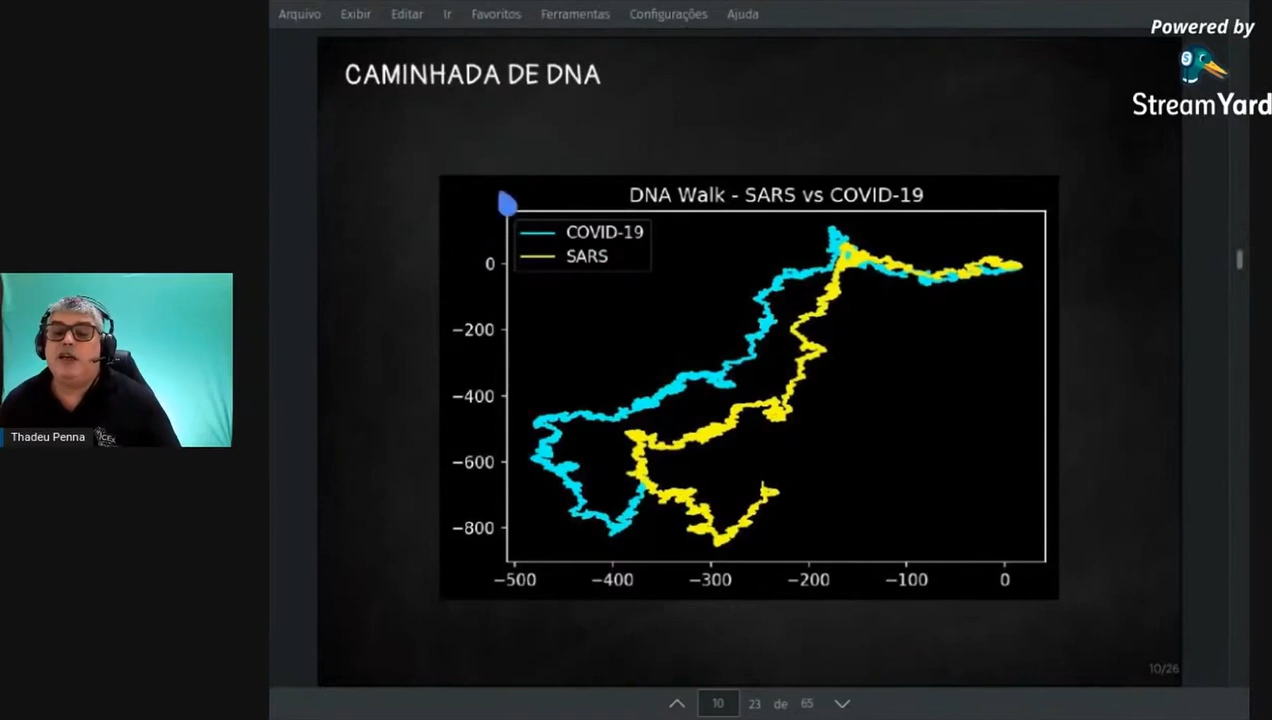 Arquivo Exibir Editar Ir Favoritos Ferramentas Configurações Ajuda
Powered by
StreamYard
CAMINHADA DE DNA
DNA Walk - SARS vs COVID-19
COVID-19
SARS
0
−200
−400
−600
−800
−500 −400 −300 −200 −100 0
Thadeu Penna
10/26
10 23 de 65